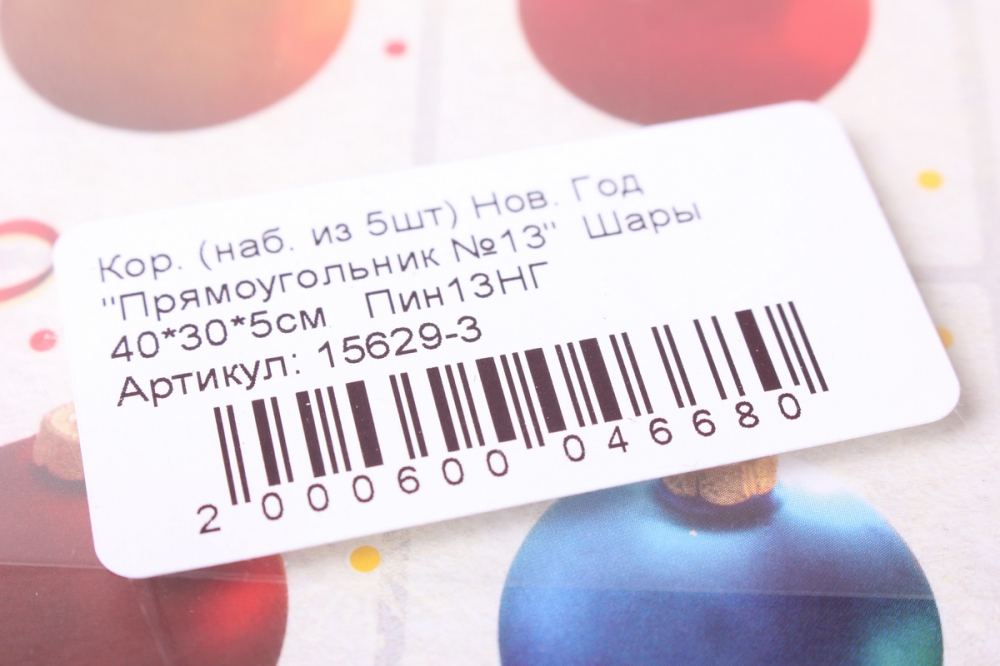 Кор. (наб. из 5шт) Нов. Год
"Прямоугольник №13" Шары
40*30*5см Пин13НГ
Артикул: 15629-3
2 000600 046680